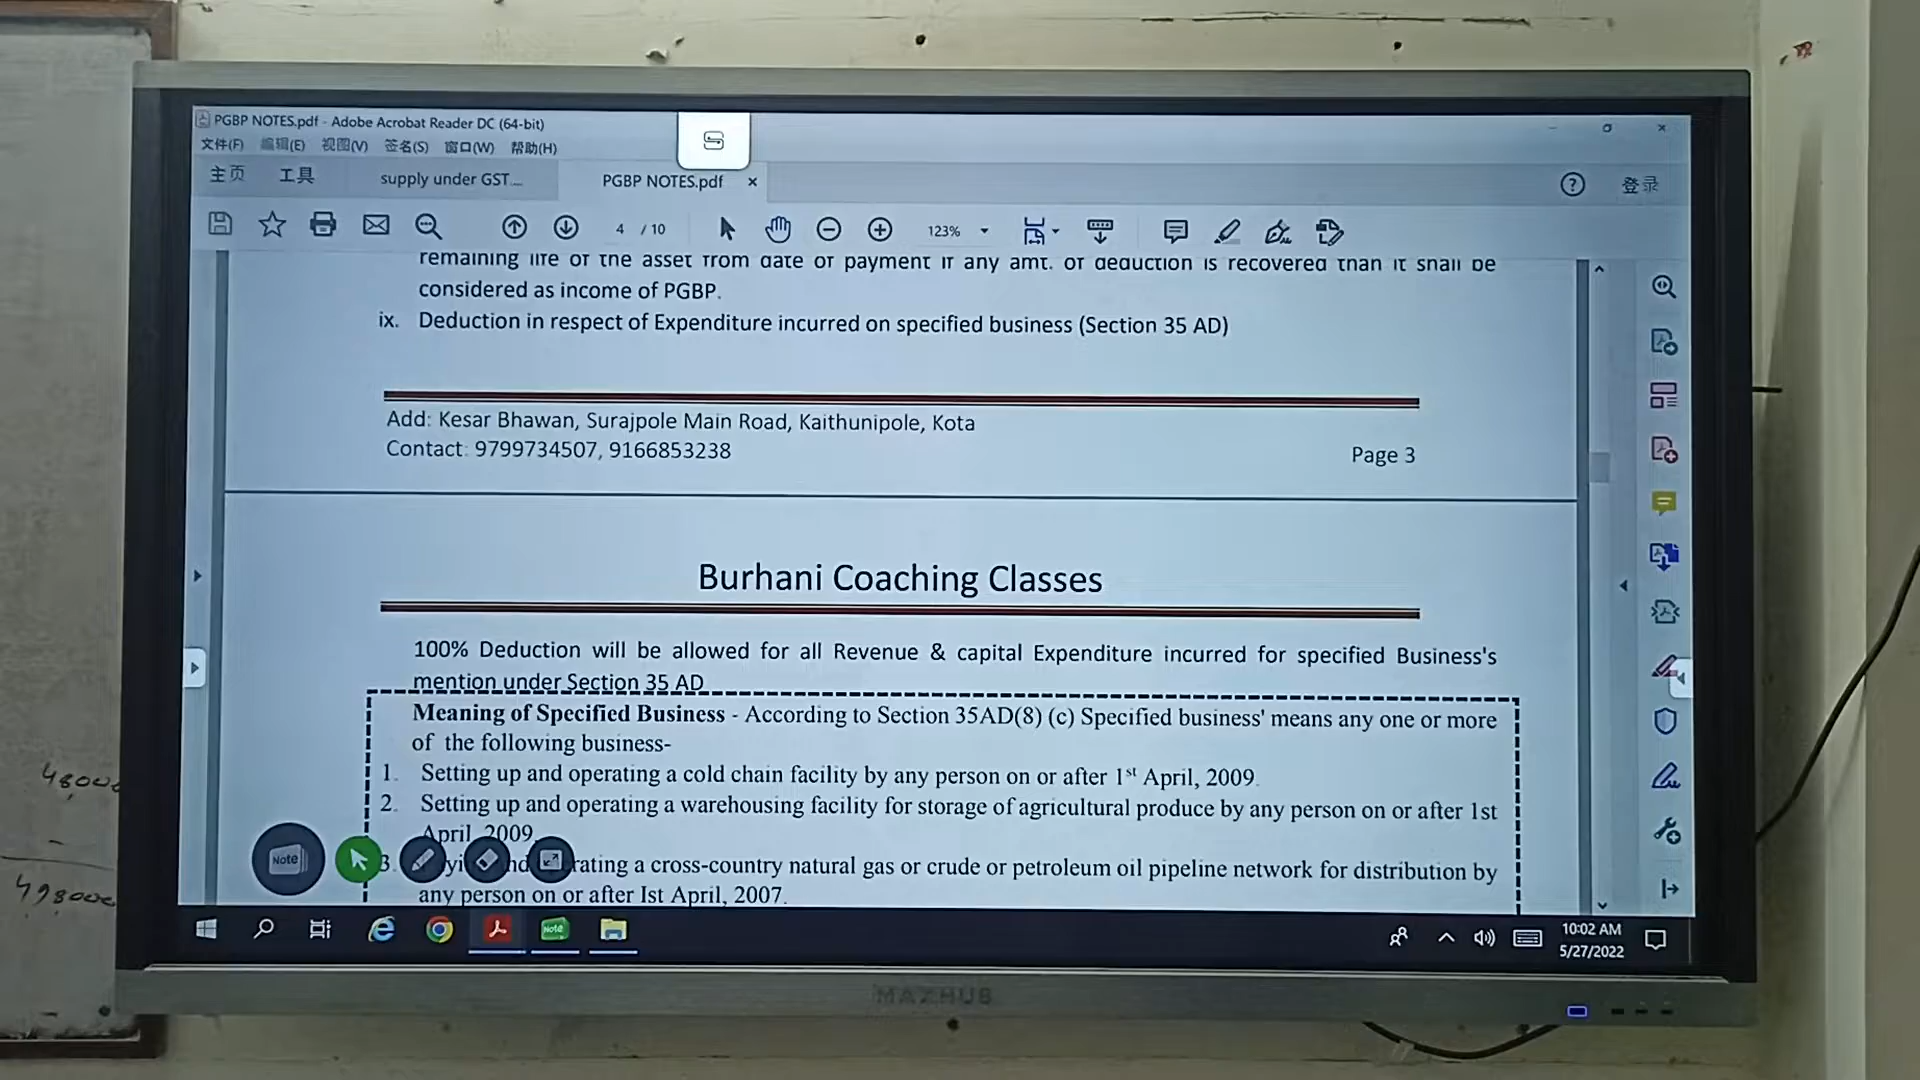 PGBP NOTES.pdf - Adobe Acrobat Reader DC (64-bit)
文件(F) 编辑(E) 视图(V) 签名(S) 窗口(W) 帮助(H)
主页 工具 supply under GST... PGBP NOTES.pdf × ? 登录
4 / 10 123%
remaining life of the asset from date of payment if any amt. of deduction is recovered than it shall be
considered as income of PGBP.
ix. Deduction in respect of Expenditure incurred on specified business (Section 35 AD)
Add: Kesar Bhawan, Surajpole Main Road, Kaithunipole, Kota
Contact: 9799734507, 9166853238
Page 3
Burhani Coaching Classes
100% Deduction will be allowed for all Revenue & capital Expenditure incurred for specified Business's
mention under Section 35 AD
Meaning of Specified Business - According to Section 35AD(8) (c) Specified business' means any one or more
of the following business-
1. Setting up and operating a cold chain facility by any person on or after 1st April, 2009.
2. Setting up and operating a warehousing facility for storage of agricultural produce by any person on or after 1st
April, 2009.
3. rating a cross-country natural gas or crude or petroleum oil pipeline network for distribution by
any person on or after Ist April, 2007.
Note
Note
10:02 AM
5/27/2022
MAXHUB